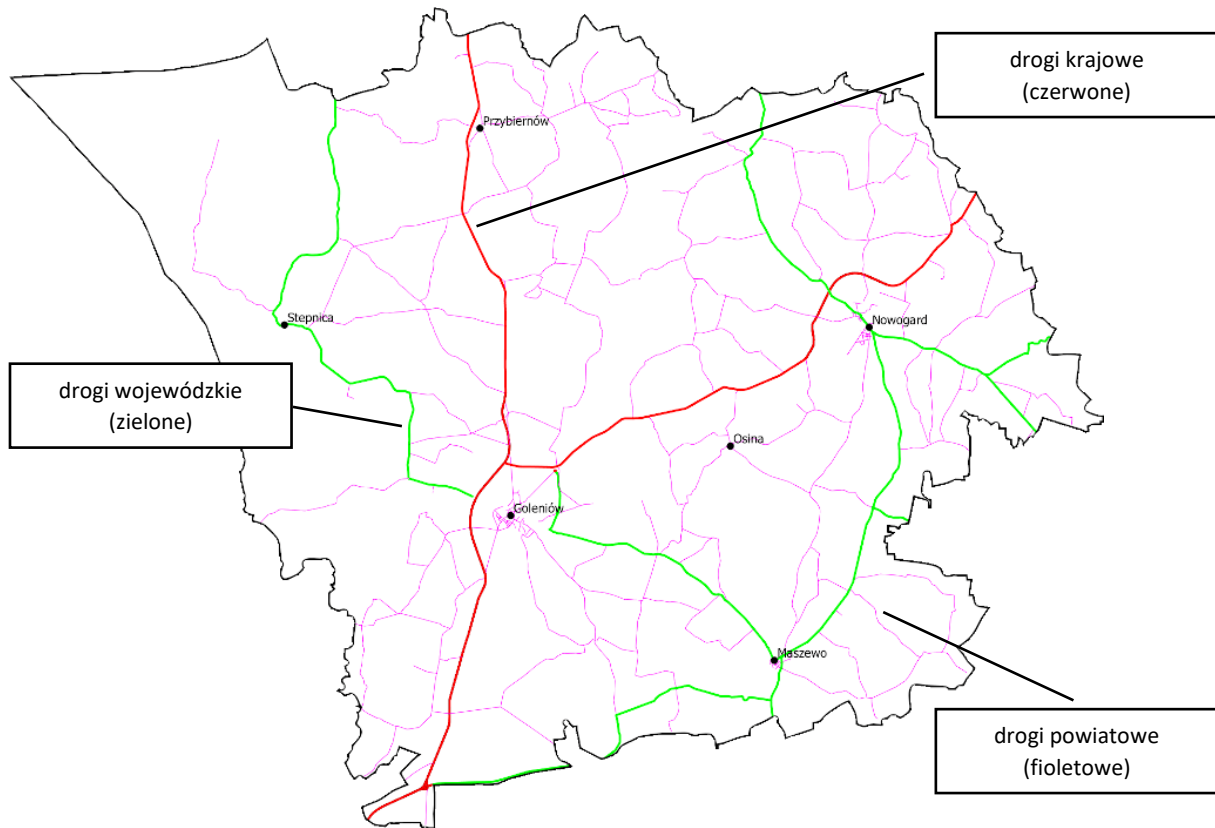 drogi krajowe
(czerwone)
Przybiernów
Stepnica
Nowogard
drogi wojewódzkie
(zielone)
Osina
Goleniów
Maszewo
drogi powiatowe
(fioletowe)